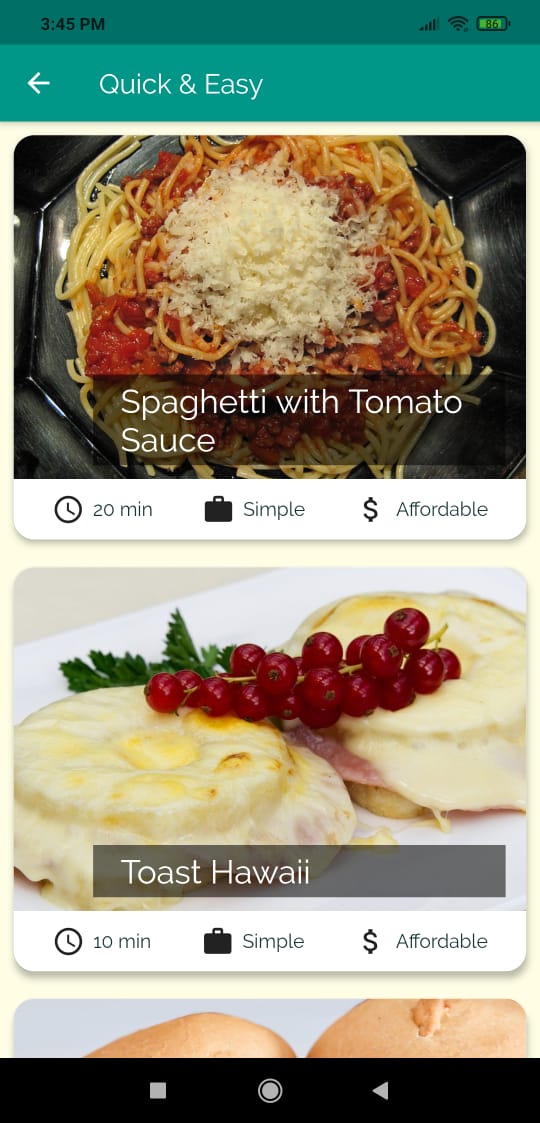 3:45 PM
86
Quick & Easy
Spaghetti with Tomato
Sauce
20 min
Simple
Affordable
Toast Hawaii
10 min
Simple
Affordable